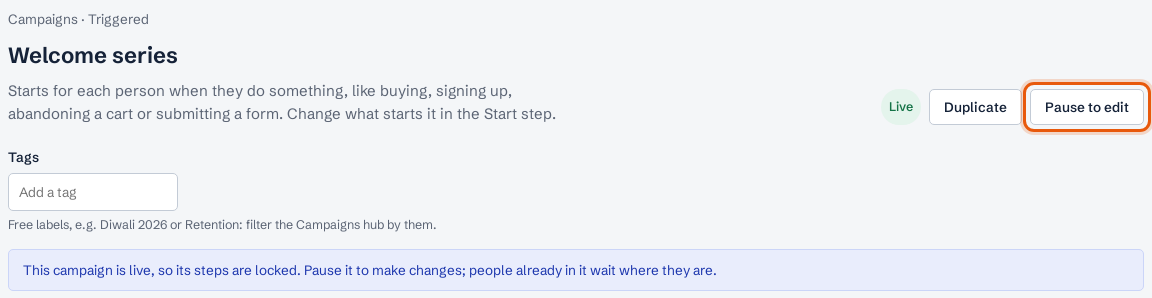 Campaigns · Triggered
Welcome series
Starts for each person when they do something, like buying, signing up,
abandoning a cart or submitting a form. Change what starts it in the Start step.
Live
Duplicate
Pause to edit
Tags
Add a tag
Free labels, e.g. Diwali 2026 or Retention: filter the Campaigns hub by them.
This campaign is live, so its steps are locked. Pause it to make changes; people already in it wait where they are.